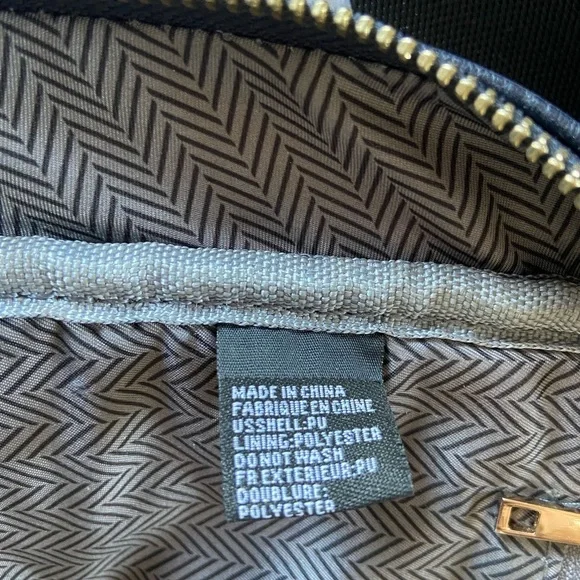 MADE IN CHINA
FABRIQUE EN CHINE
USSHELL:PU
LINING:POLYESTER
DO NOT WASH
FR EXTERIEUR:PU
DOUBLURE:
POLYESTER